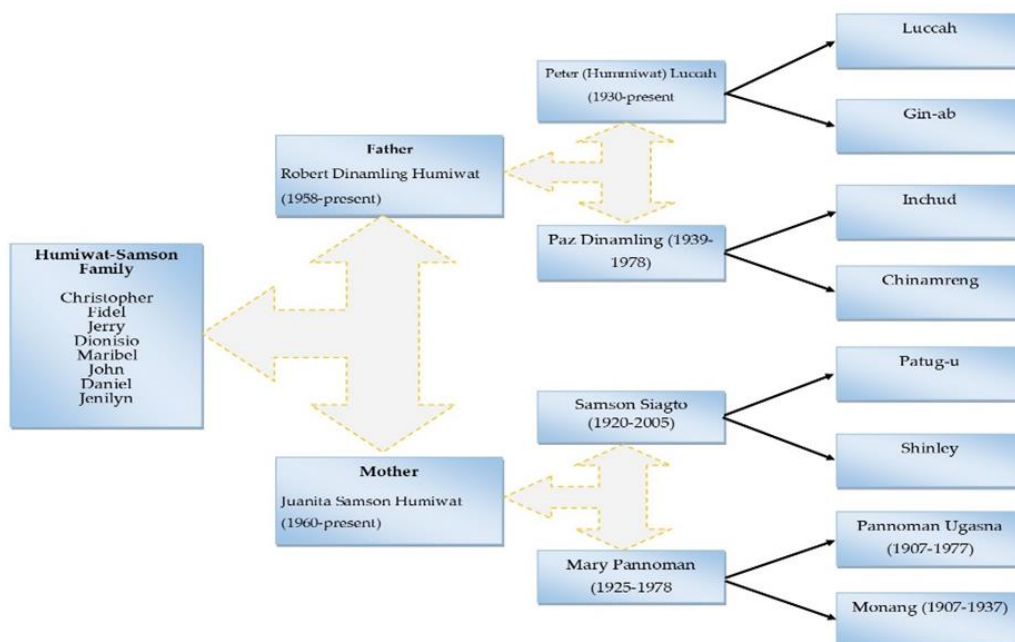 Humiwat-Samson
Family
Christopher
Fidel
Jerry
Dionisio
Maribel
John
Daniel
Jenilyn
Father
Robert Dinamling Humiwat
(1958-present)
Mother
Juanita Samson Humiwat
(1960-present)
Peter (Hummiwat) Luccah
(1930-present
Paz Dinamling (1939-
1978)
Samson Siagto
(1920-2005)
Mary Pannoman
(1925-1978
Luccah
Gin-ab
Inchud
Chinamreng
Patug-u
Shinley
Pannoman Ugasna
(1907-1977)
Monang (1907-1937)